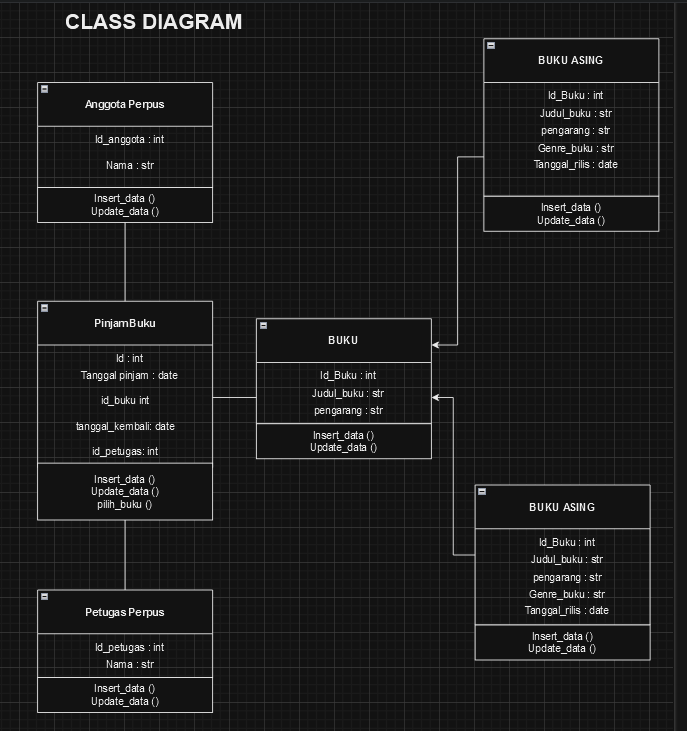 CLASS DIAGRAM
Anggota Perpus
Id_anggota : int
Nama : str
Insert_data ()
Update_data ()
PinjamBuku
Id : int
Tanggal pinjam : date
id_buku int
tanggal_kembali: date
id_petugas: int
Insert_data ()
Update_data ()
pilih_buku ()
Petugas Perpus
Id_petugas : int
Nama : str
Insert_data ()
Update_data ()
BUKU
Id_Buku : int
Judul_buku : str
pengarang : str
Insert_data ()
Update_data ()
BUKU ASING
Id_Buku : int
Judul_buku : str
pengarang : str
Genre_buku : str
Tanggal_rilis : date
Insert_data ()
Update_data ()
BUKU ASING
Id_Buku : int
Judul_buku : str
pengarang : str
Genre_buku : str
Tanggal_rilis : date
Insert_data ()
Update_data ()